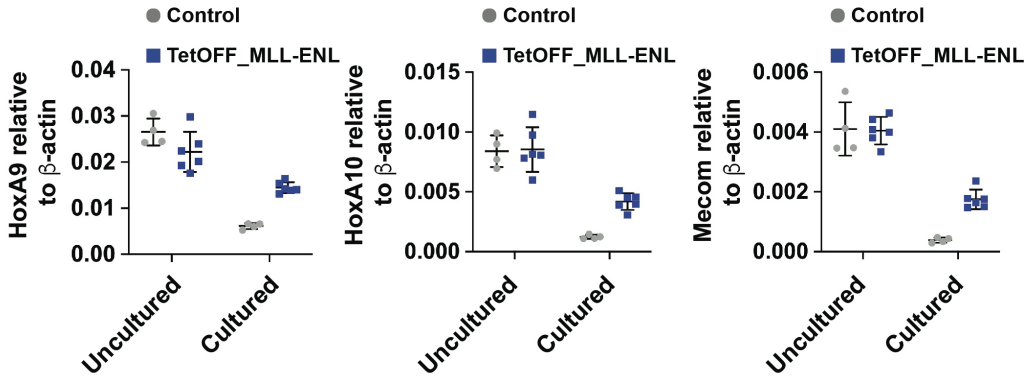 Control
TetOFF_MLL-ENL
HoxA9 relative
to β-actin
0.04
0.03
0.02
0.01
0.00
Uncultured
Cultured
Control
TetOFF_MLL-ENL
HoxA10 relative
to β-actin
0.015
0.010
0.005
0.000
Uncultured
Cultured
Control
TetOFF_MLL-ENL
Mecom relative
to β-actin
0.006
0.004
0.002
0.000
Uncultured
Cultured